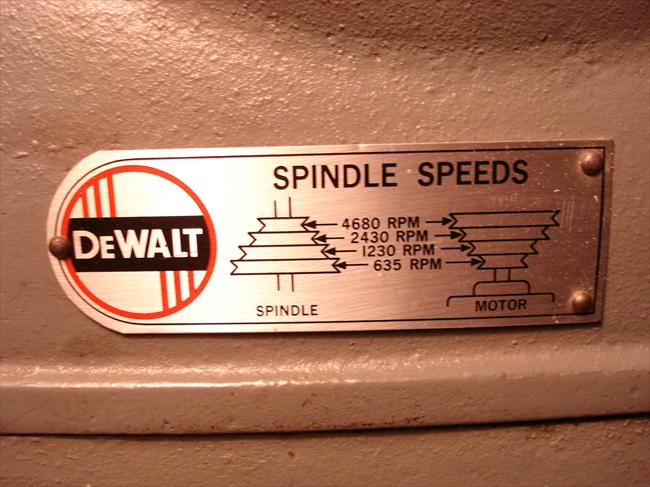 SPINDLE SPEEDS
DEWALT
4680 RPM
2430 RPM
1230 RPM
635 RPM
SPINDLE
MOTOR